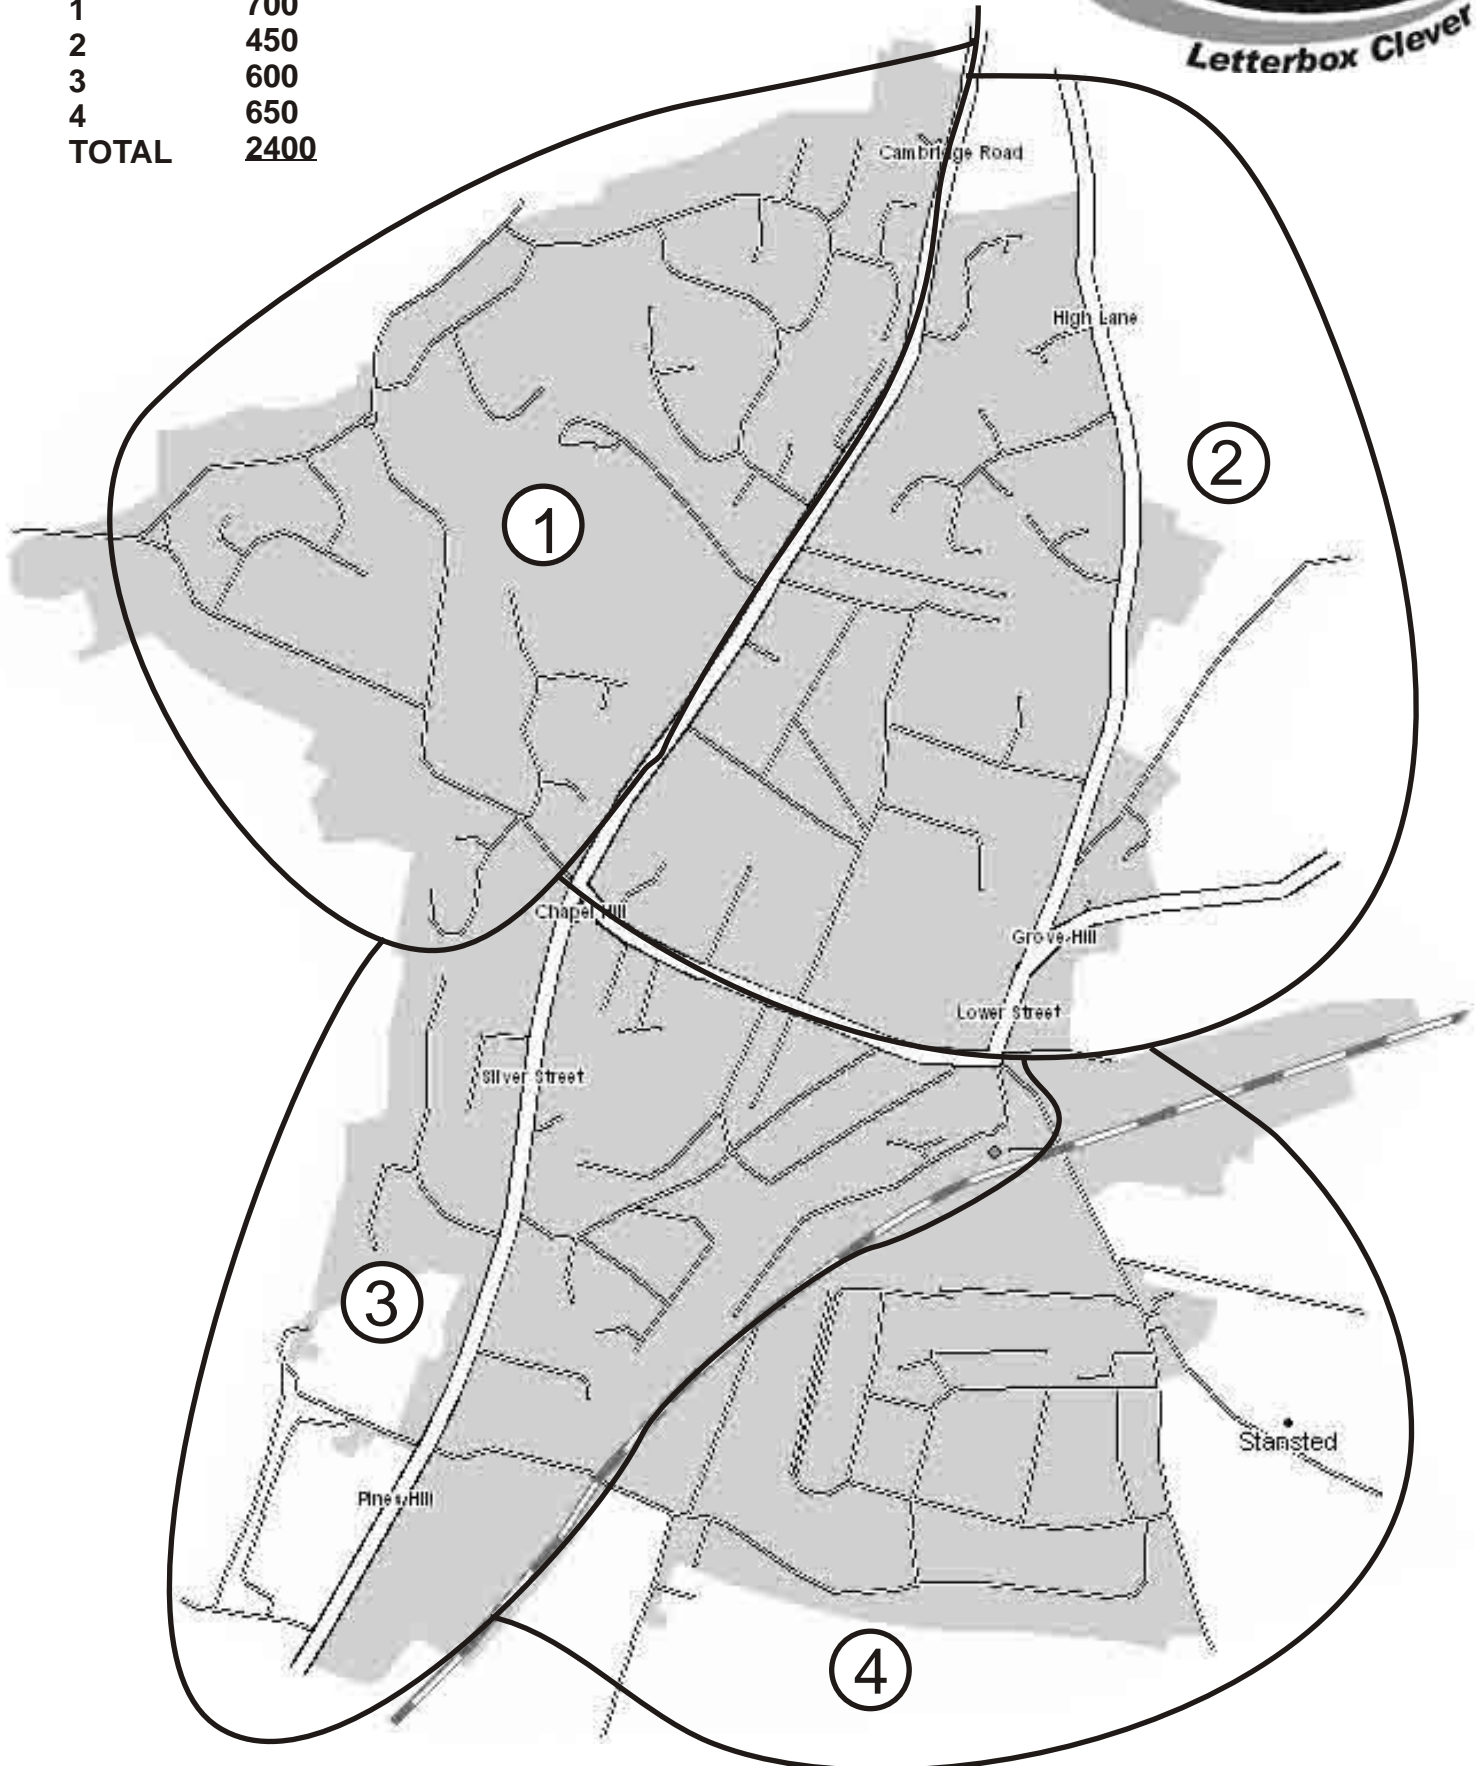 1 700
2 450
3 600
4 650
TOTAL 2400
Letterbox Clever
Cambridge Road
High Lane
2
1
Chapel Hill
Grove Hill
Lower Street
Silver Street
3
Stansted
Pines Hill
4